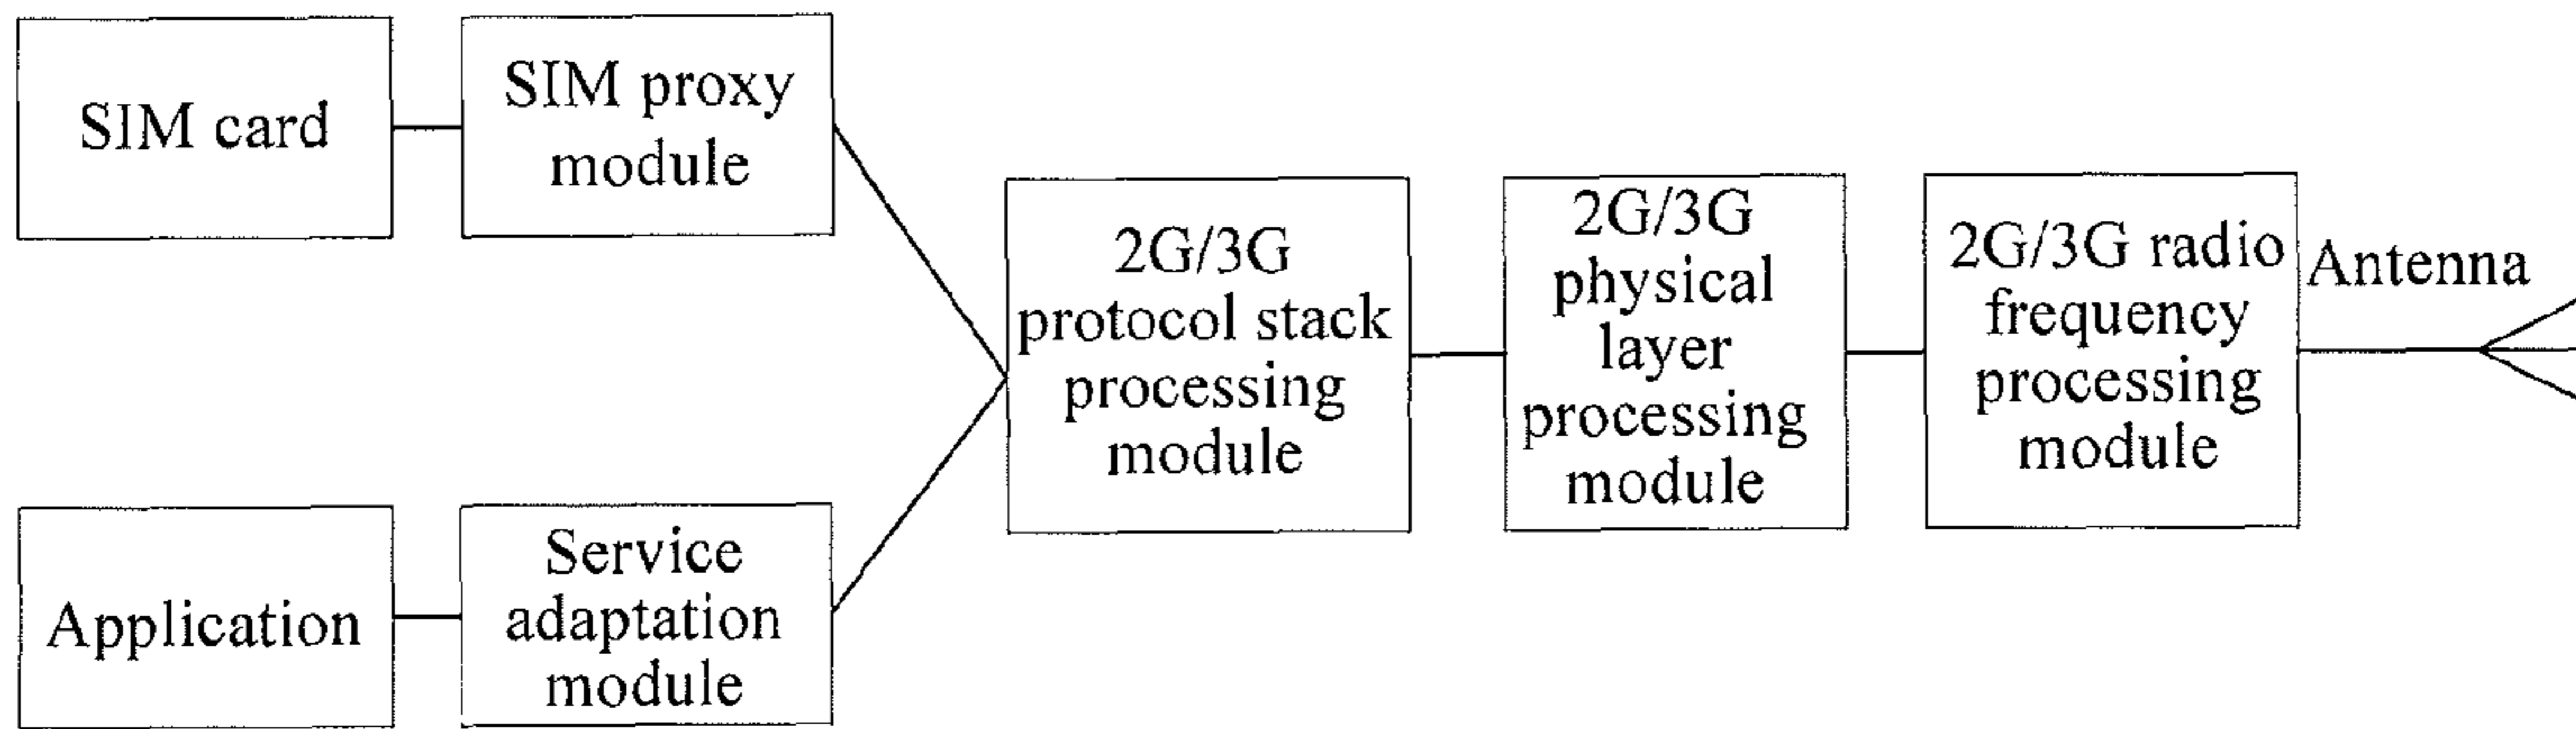 SIM card
SIM proxy
module
Application
Service
adaptation
module
2G/3G
protocol stack
processing
module
2G/3G
physical
layer
processing
module
2G/3G radio
frequency
processing
module
Antenna